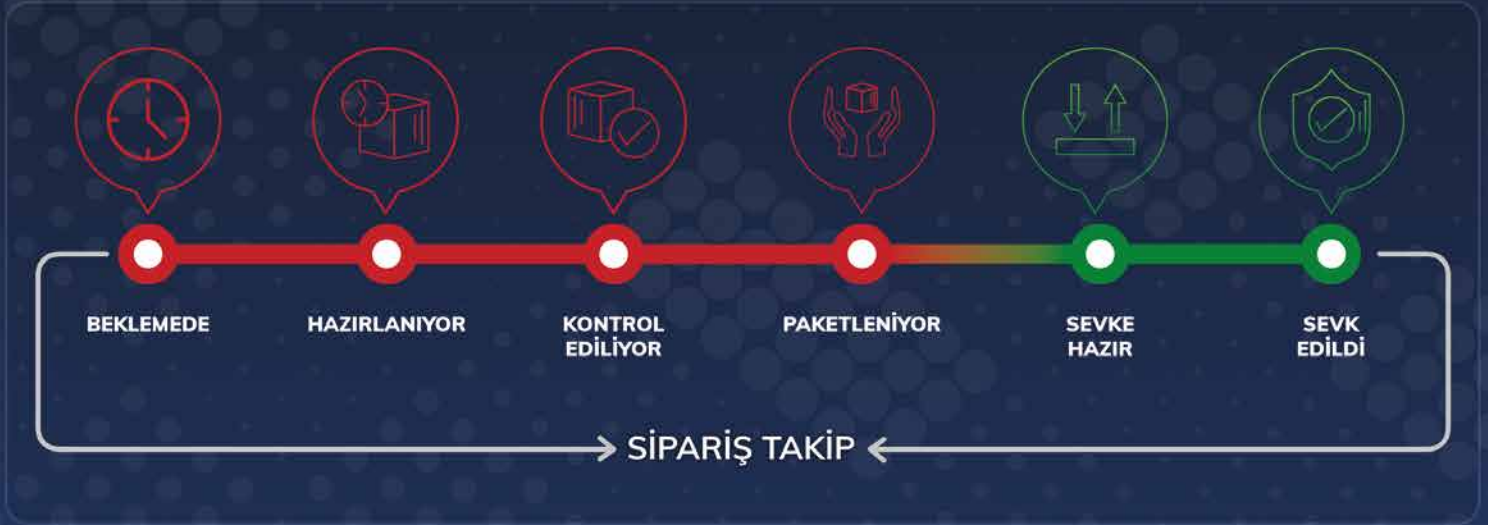 BEKLEMEDE
HAZIRLANIYOR
KONTROL
EDİLİYOR
PAKETLENİYOR
SEVKE
HAZIR
SEVK
EDİLDİ
SİPARİŞ TAKİP